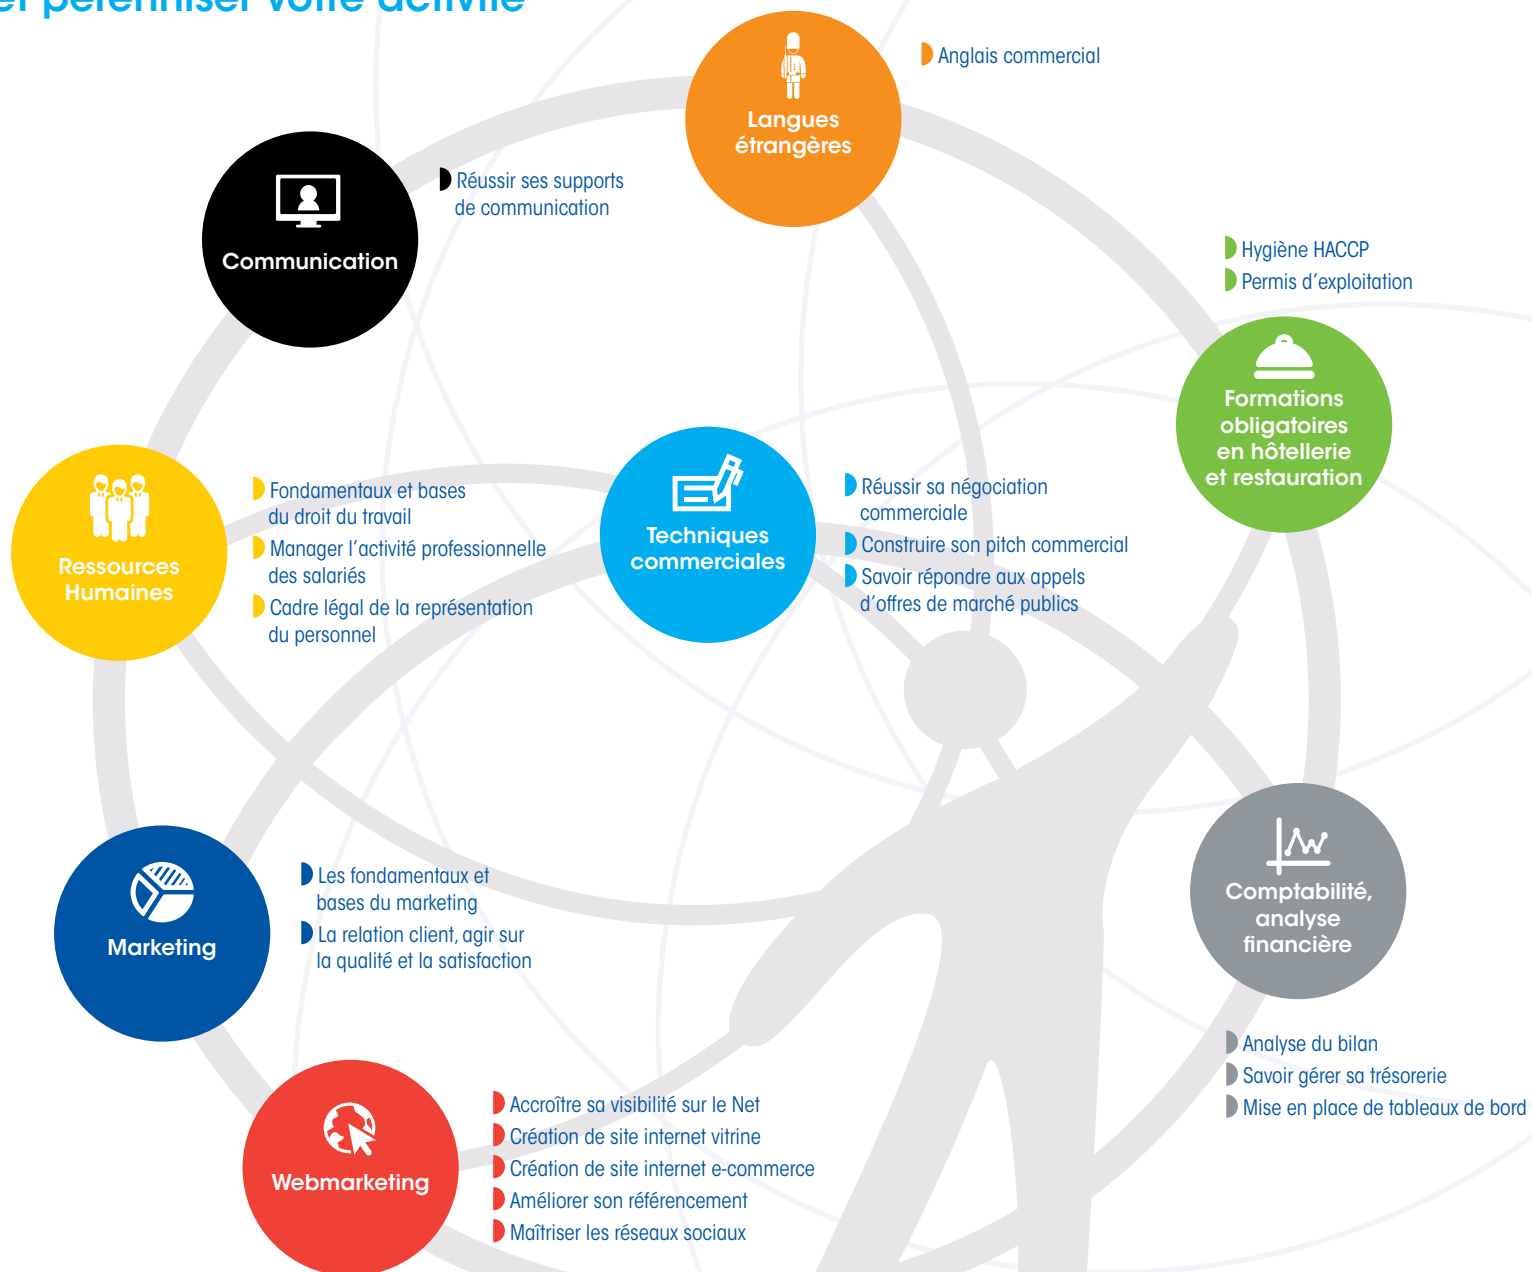 et pérenniser votre activité
Langues
étrangères
Anglais commercial
Communication
Réussir ses supports
de communication
Hygiène HACCP
Permis d'exploitation
Formations
obligatoires
en hôtellerie
et restauration
Ressources
Humaines
Fondamentaux et bases
du droit du travail
Manager l'activité professionnelle
des salariés
Cadre légal de la représentation
du personnel
Techniques
commerciales
Réussir sa négociation
commerciale
Construire son pitch commercial
Savoir répondre aux appels
d'offres de marché publics
Marketing
Les fondamentaux et
bases du marketing
La relation client, agir sur
la qualité et la satisfaction
Comptabilité,
analyse
financière
Analyse du bilan
Savoir gérer sa trésorerie
Mise en place de tableaux de bord
Webmarketing
Accroître sa visibilité sur le Net
Création de site internet vitrine
Création de site internet e-commerce
Améliorer son référencement
Maîtriser les réseaux sociaux